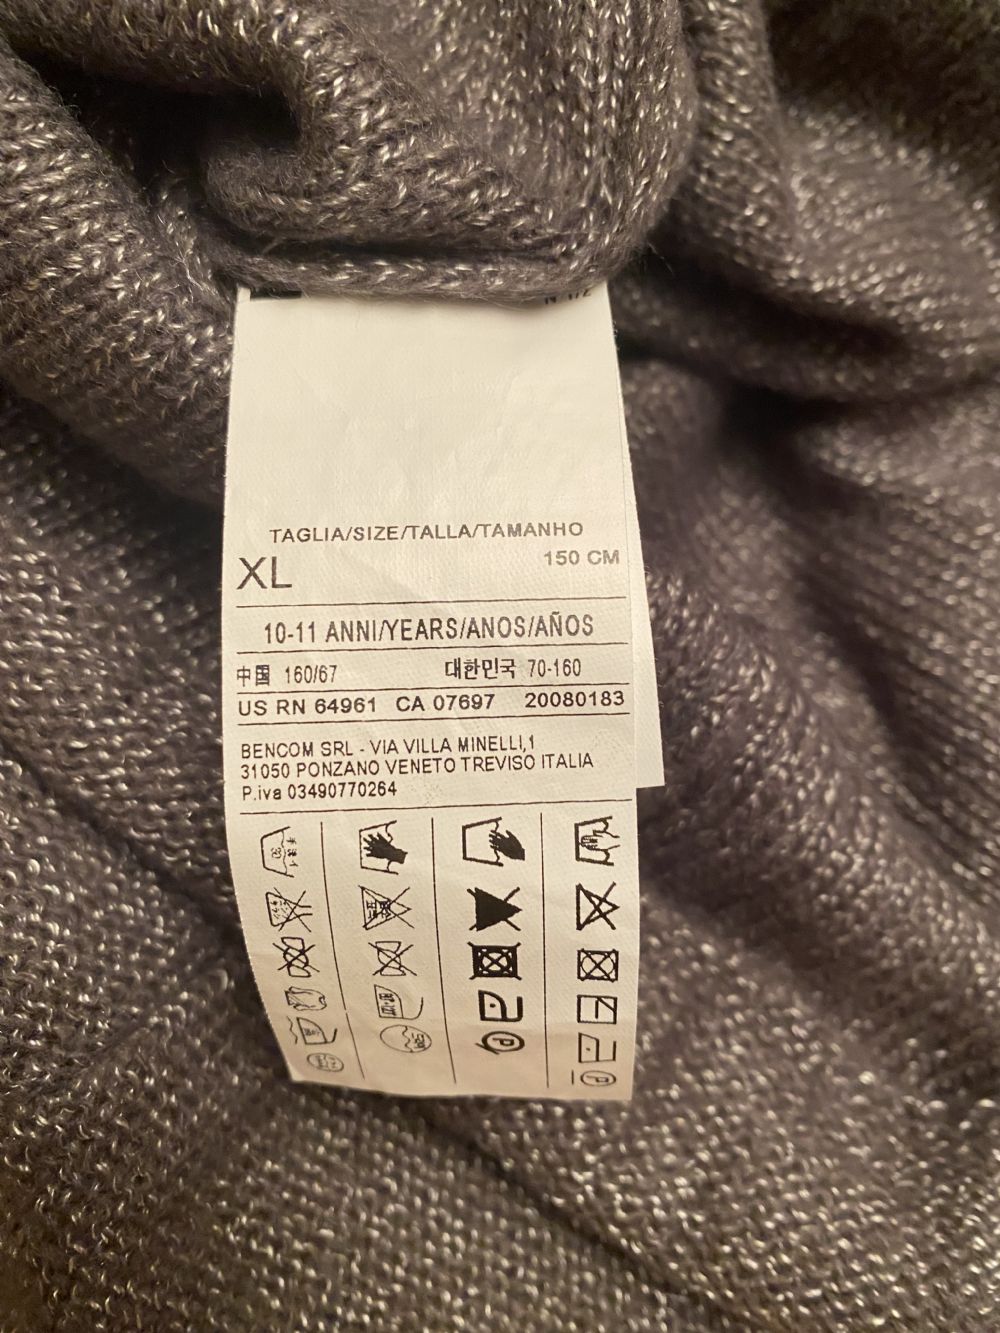 TAGLIA/SIZE/TALLA/TAMANHO
XL 150 CM
10-11 ANNI/YEARS/ANOS/AÑOS
中国 160/67 대한민국 70-160
US RN 64961 CA 07697 20080183
BENCOM SRL - VIA VILLA MINELLI,1
31050 PONZANO VENETO TREVISO ITALIA
P.iva 03490770264
P
P